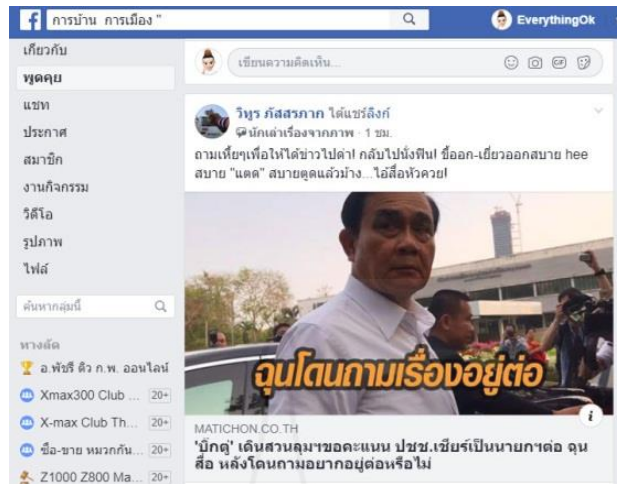 การบ้าน การเมือง "
EverythingOk
เกี่ยวกับ
พูดคุย
แชท
ประกาศ
สมาชิก
งานกิจกรรม
วิดีโอ
รูปภาพ
ไฟล์
ค้นหากลุ่มนี้
ทางลัด
อ.พัชรี ติว ก.พ. ออนไลน์
Xmax300 Club ... 20+
X-max Club Th... 20+
ซื้อ-ขาย หมวกกัน... 20+
Z1000 Z800 Ma... 20+
เขียนความคิดเห็น...
GIF
วิทูร ภัสสรภาก ได้แชร์ลิงก์
นักเล่าเรื่องจากภาพ · 1 ชม.
ถามเหี้ยๆเพื่อให้ได้ข่าวไปด่า! กลับไปนั่งฟิน! ขี้ออก-เยี่ยวออกสบาย hee
สบาย "แตด" สบายตูดแล้วม้าง...ไอ้สื่อหัวควย!
ฉุนโดนถามเรื่องอยู่ต่อ
i
MATICHON.CO.TH
'บิ๊กตู่' เดินสวนลุมฯขอคะแนน ปชช.เชียร์เป็นนายกฯต่อ ฉุน
สื่อ หลังโดนถามอยากอยู่ต่อหรือไม่